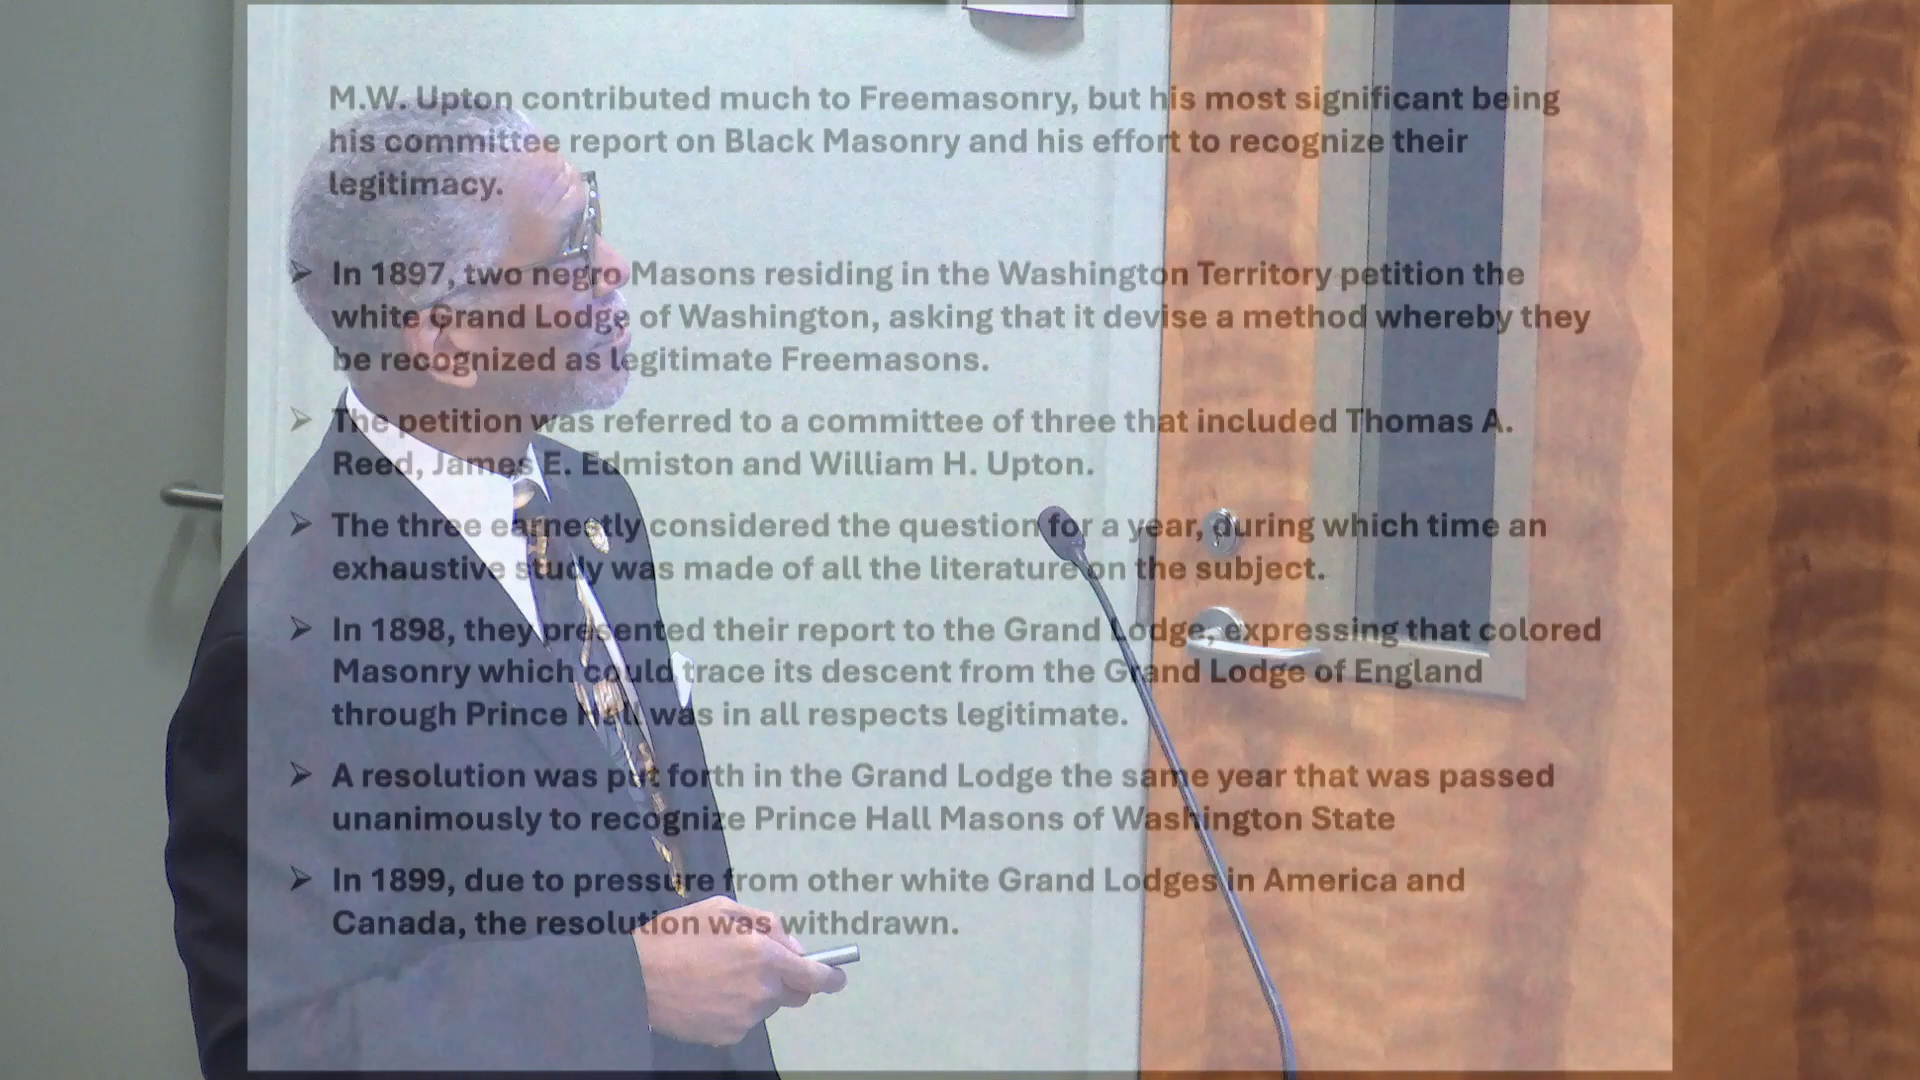 M.W. Upton contributed much to Freemasonry, but his most significant being
his committee report on Black Masonry and his effort to recognize their
legitimacy.
➢ In 1897, two negro Masons residing in the Washington Territory petition the
white Grand Lodge of Washington, asking that it devise a method whereby they
be recognized as legitimate Freemasons.
➢ The petition was referred to a committee of three that included Thomas A.
Reed, James E. Edmiston and William H. Upton.
➢ The three earnestly considered the question for a year, during which time an
exhaustive study was made of all the literature on the subject.
➢ In 1898, they presented their report to the Grand Lodge, expressing that colored
Masonry which could trace its descent from the Grand Lodge of England
through Prince Hall was in all respects legitimate.
➢ A resolution was put forth in the Grand Lodge the same year that was passed
unanimously to recognize Prince Hall Masons of Washington State
➢ In 1899, due to pressure from other white Grand Lodges in America and
Canada, the resolution was withdrawn.